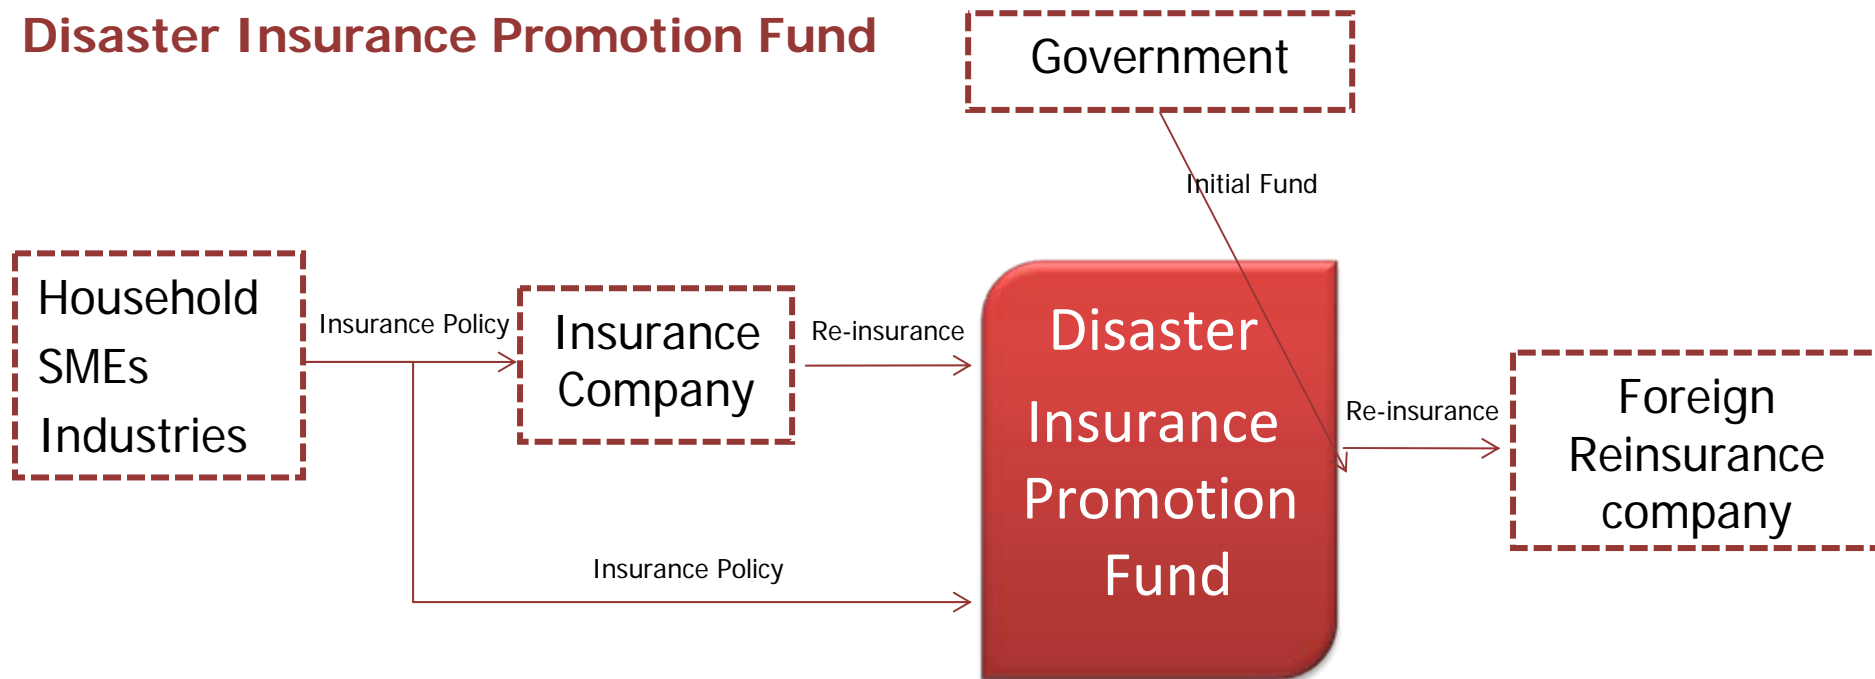 Disaster Insurance Promotion Fund
Government
Initial Fund
Household
SMEs
Industries
Insurance Policy
Insurance
Company
Re-insurance
Disaster
Insurance
Promotion
Fund
Re-insurance
Foreign
Reinsurance
company
Insurance Policy